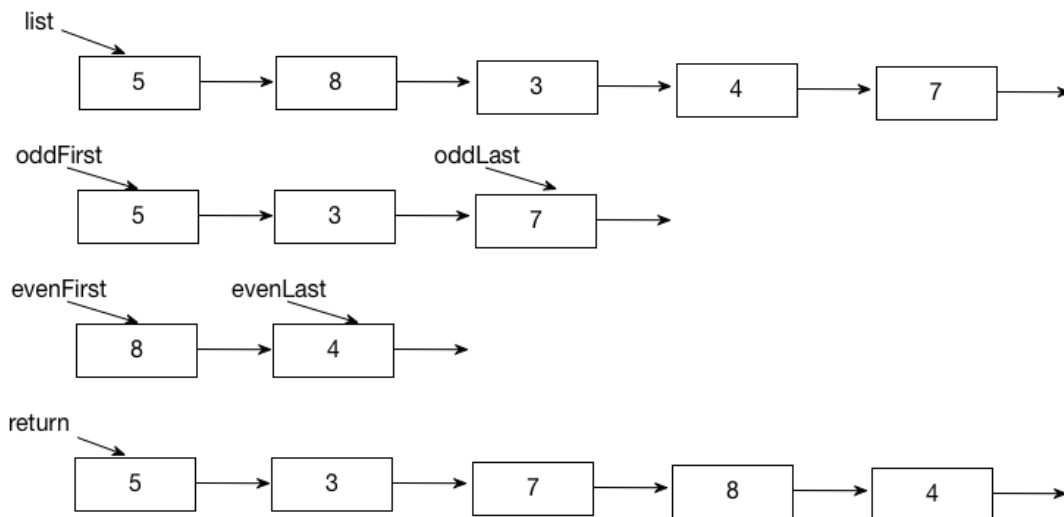 list
5 8 3 4 7
oddFirst oddLast
5 3 7
evenFirst evenLast
8 4
return
5 3 7 8 4